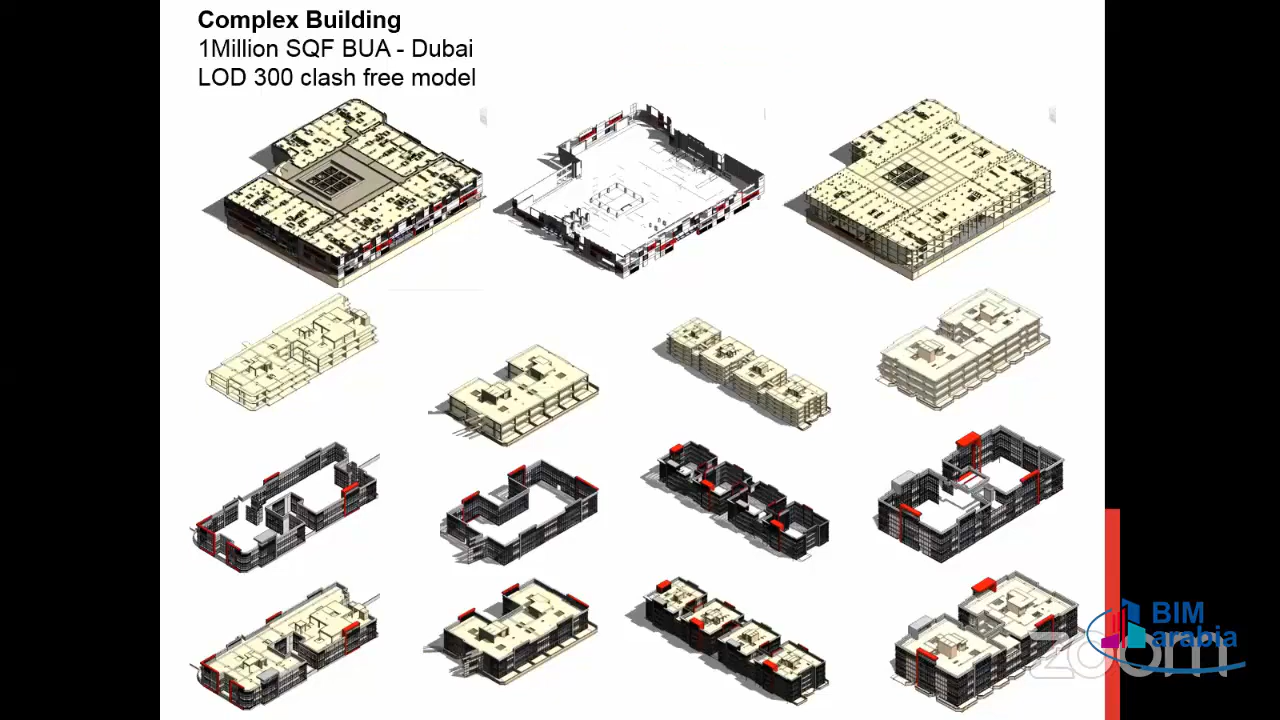 Complex Building
1Million SQF BUA - Dubai
LOD 300 clash free model
BIM
arabia
zoom